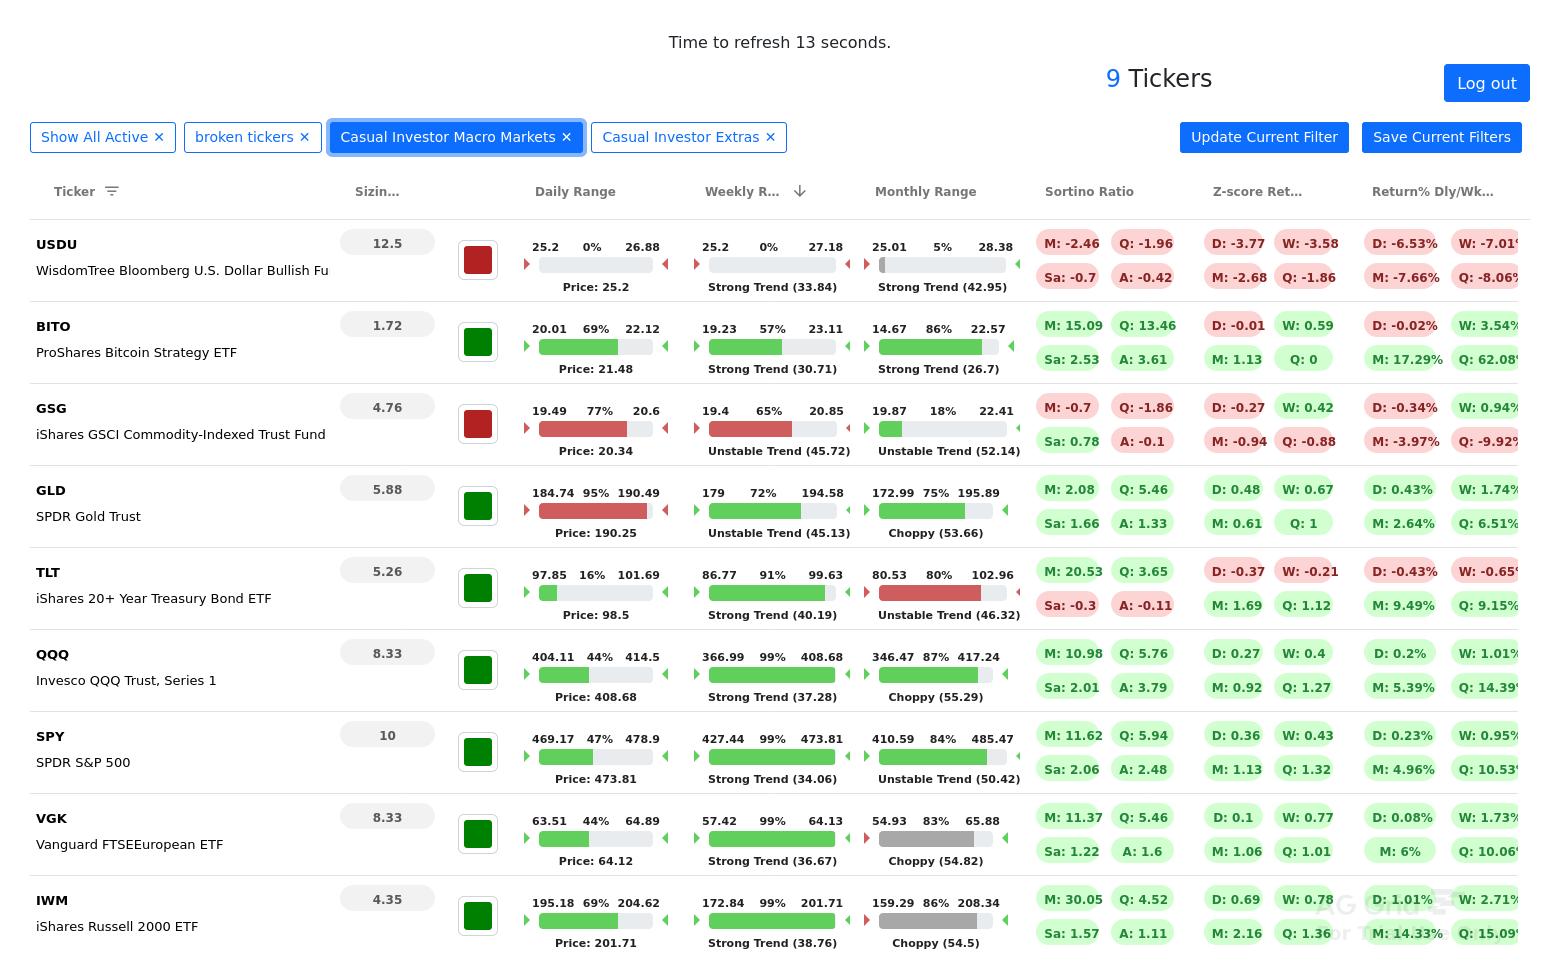 Time to refresh 13 seconds.
9 Tickers
Log out
Show All Active ✕ broken tickers ✕ Casual Investor Macro Markets ✕ Casual Investor Extras ✕ Update Current Filter Save Current Filters
Ticker Sizin... Daily Range Weekly R... Monthly Range Sortino Ratio Z-score Ret... Return% Dly/Wk...
USDU 12.5 25.2 0% 26.88 25.2 0% 27.18 25.01 5% 28.38 M: -2.46 Q: -1.96 D: -3.77 W: -3.58 D: -6.53% W: -7.01%
WisdomTree Bloomberg U.S. Dollar Bullish Fu Price: 25.2 Strong Trend (33.84) Strong Trend (42.95) Sa: -0.7 A: -0.42 M: -2.68 Q: -1.86 M: -7.66% Q: -8.06%
BITO 1.72 20.01 69% 22.12 19.23 57% 23.11 14.67 86% 22.57 M: 15.09 Q: 13.46 D: -0.01 W: 0.59 D: -0.02% W: 3.54%
ProShares Bitcoin Strategy ETF Price: 21.48 Strong Trend (30.71) Strong Trend (26.7) Sa: 2.53 A: 3.61 M: 1.13 Q: 0 M: 17.29% Q: 62.08%
GSG 4.76 19.49 77% 20.6 19.4 65% 20.85 19.87 18% 22.41 M: -0.7 Q: -1.86 D: -0.27 W: 0.42 D: -0.34% W: 0.94%
iShares GSCI Commodity-Indexed Trust Fund Price: 20.34 Unstable Trend (45.72) Unstable Trend (52.14) Sa: 0.78 A: -0.1 M: -0.94 Q: -0.88 M: -3.97% Q: -9.92%
GLD 5.88 184.74 95% 190.49 179 72% 194.58 172.99 75% 195.89 M: 2.08 Q: 5.46 D: 0.48 W: 0.67 D: 0.43% W: 1.74%
SPDR Gold Trust Price: 190.25 Unstable Trend (45.13) Choppy (53.66) Sa: 1.66 A: 1.33 M: 0.61 Q: 1 M: 2.64% Q: 6.51%
TLT 5.26 97.85 16% 101.69 86.77 91% 99.63 80.53 80% 102.96 M: 20.53 Q: 3.65 D: -0.37 W: -0.21 D: -0.43% W: -0.65%
iShares 20+ Year Treasury Bond ETF Price: 98.5 Strong Trend (40.19) Unstable Trend (46.32) Sa: -0.3 A: -0.11 M: 1.69 Q: 1.12 M: 9.49% Q: 9.15%
QQQ 8.33 404.11 44% 414.5 366.99 99% 408.68 346.47 87% 417.24 M: 10.98 Q: 5.76 D: 0.27 W: 0.4 D: 0.2% W: 1.01%
Invesco QQQ Trust, Series 1 Price: 408.68 Strong Trend (37.28) Choppy (55.29) Sa: 2.01 A: 3.79 M: 0.92 Q: 1.27 M: 5.39% Q: 14.39%
SPY 10 469.17 47% 478.9 427.44 99% 473.81 410.59 84% 485.47 M: 11.62 Q: 5.94 D: 0.36 W: 0.43 D: 0.23% W: 0.95%
SPDR S&P 500 Price: 473.81 Strong Trend (34.06) Unstable Trend (50.42) Sa: 2.06 A: 2.48 M: 1.13 Q: 1.32 M: 4.96% Q: 10.53%
VGK 8.33 63.51 44% 64.89 57.42 99% 64.13 54.93 83% 65.88 M: 11.37 Q: 5.46 D: 0.1 W: 0.77 D: 0.08% W: 1.73%
Vanguard FTSEEuropean ETF Price: 64.12 Strong Trend (36.67) Choppy (54.82) Sa: 1.22 A: 1.6 M: 1.06 Q: 1.01 M: 6% Q: 10.06%
IWM 4.35 195.18 69% 204.62 172.84 99% 201.71 159.29 86% 208.34 M: 30.05 Q: 4.52 D: 0.69 W: 0.78 D: 1.01% W: 2.71%
iShares Russell 2000 ETF Price: 201.71 Strong Trend (38.76) Choppy (54.5) Sa: 1.57 A: 1.11 M: 2.16 Q: 1.36 M: 14.33% Q: 15.09%
AG Grid